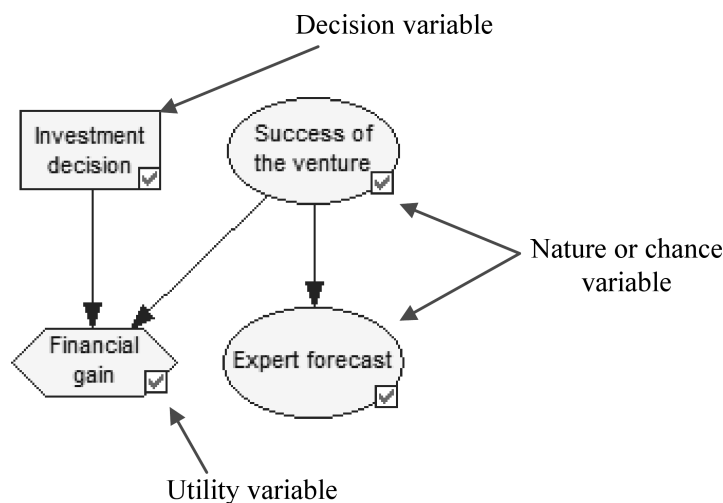 Decision variable
Investment
decision
Success of
the venture
Nature or chance
variable
Financial
gain
Expert forecast
Utility variable